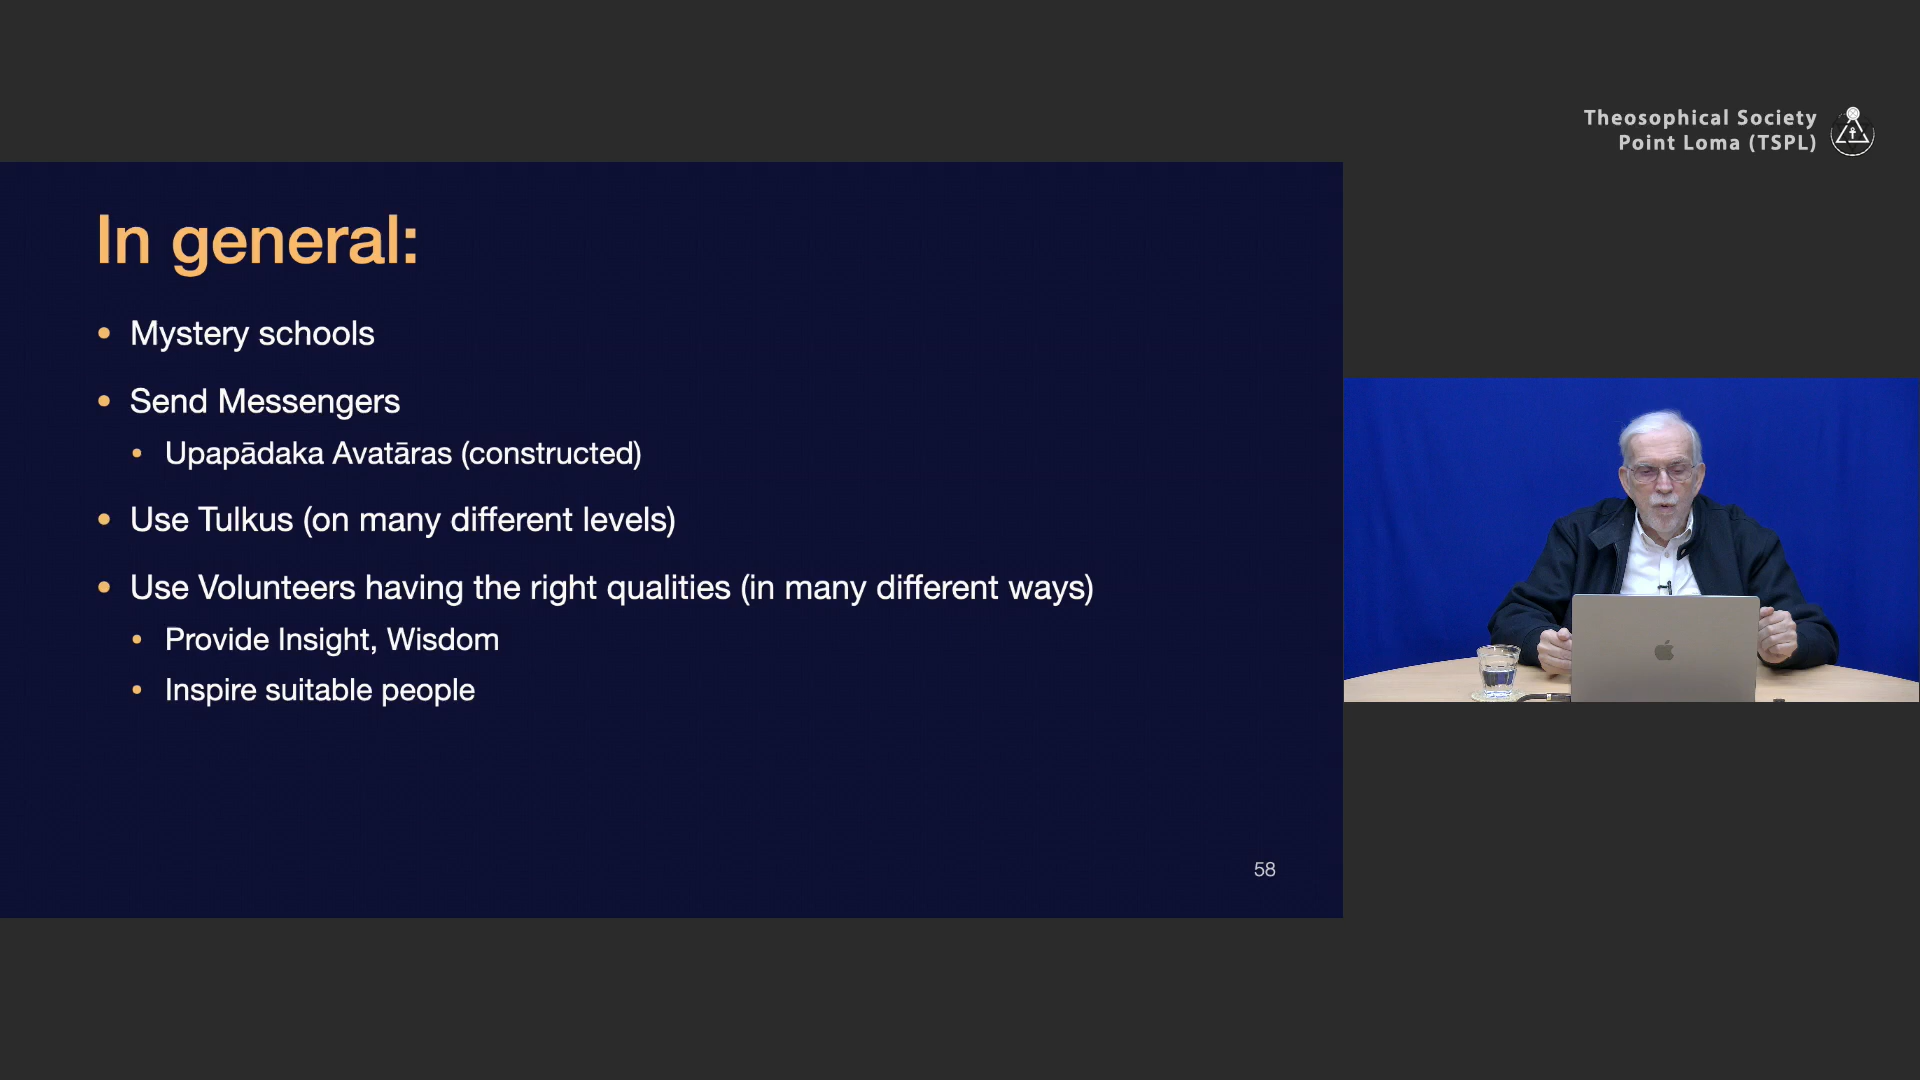 Theosophical Society
Point Loma (TSPL)
In general:
• Mystery schools
• Send Messengers
• Upapādaka Avatāras (constructed)
• Use Tulkus (on many different levels)
• Use Volunteers having the right qualities (in many different ways)
• Provide Insight, Wisdom
• Inspire suitable people
58